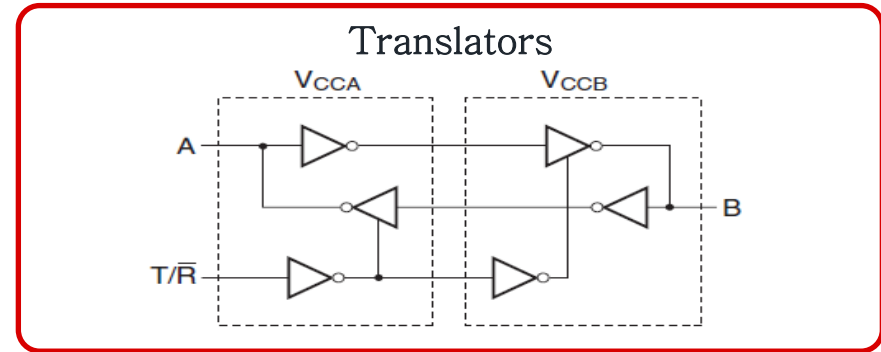 Translators
VCCA VCCB
A
B
T/R̅